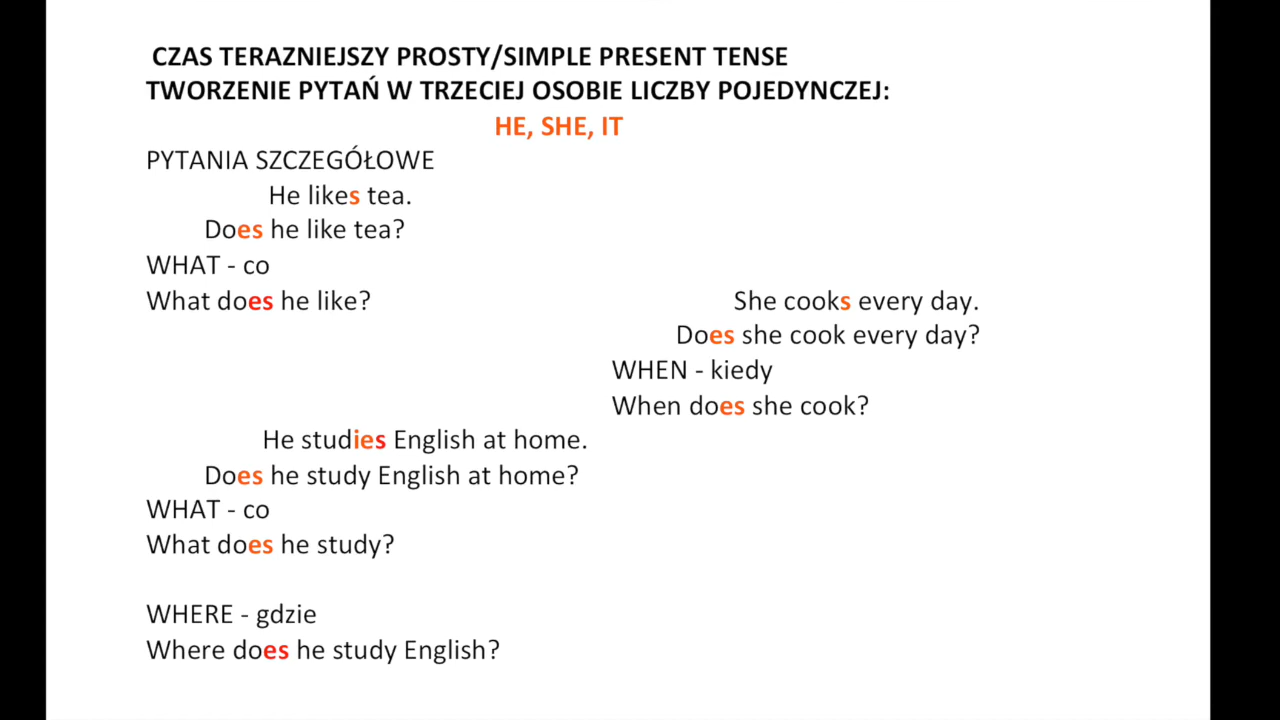 CZAS TERAZNIEJSZY PROSTY/SIMPLE PRESENT TENSE
TWORZENIE PYTAŃ W TRZECIEJ OSOBIE LICZBY POJEDYNCZEJ:
HE, SHE, IT
PYTANIA SZCZEGÓŁOWE
He likes tea.
Does he like tea?
WHAT - co
What does he like?
She cooks every day.
Does she cook every day?
WHEN - kiedy
When does she cook?
He studies English at home.
Does he study English at home?
WHAT - co
What does he study?
WHERE - gdzie
Where does he study English?